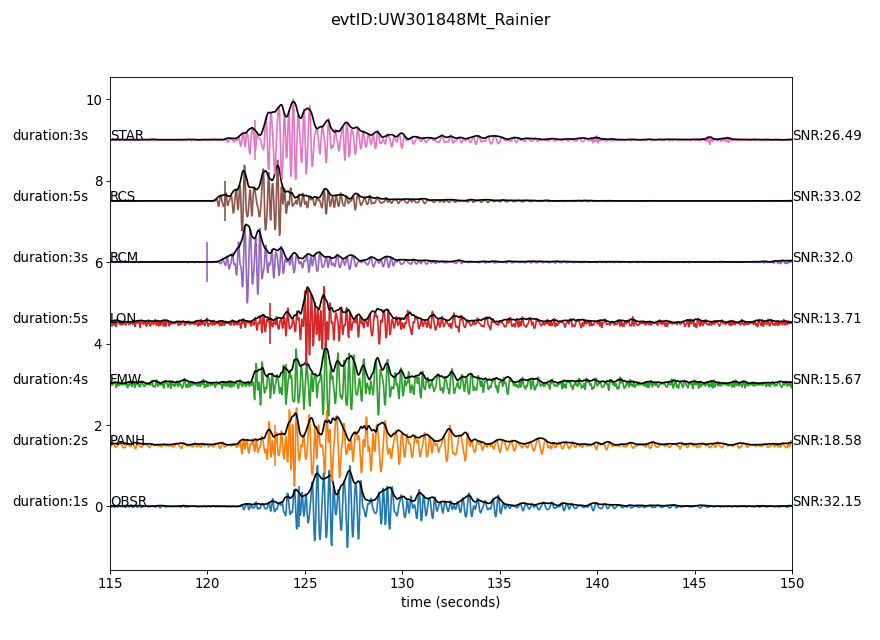 evtID:UW301848Mt_Rainier
10
duration:3s STAR SNR:26.49
8
duration:5s RCS SNR:33.02
duration:3s RCM SNR:32.0
6
duration:5s LON SNR:13.71
4
duration:4s FMW SNR:15.67
2
duration:2s PANH SNR:18.58
duration:1s OBSR SNR:32.15
0
115 120 125 130 135 140 145 150
time (seconds)